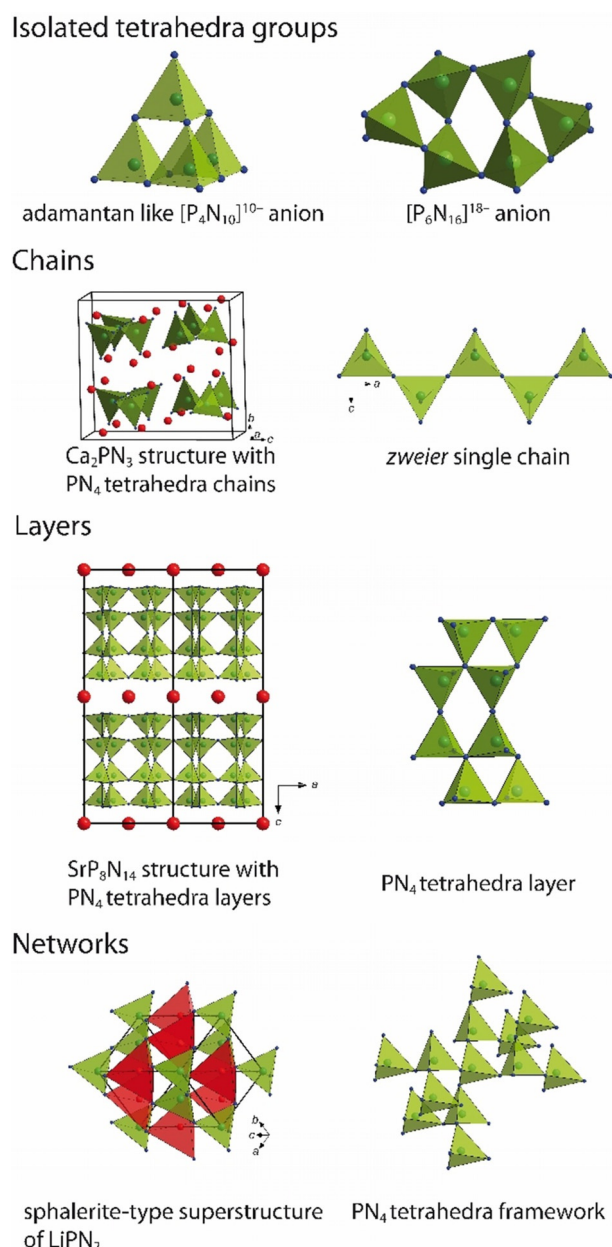 Isolated tetrahedra groups
adamantan like [P₄N₁₀]¹⁰⁻ anion
[P₆N₁₆]¹⁸⁻ anion
Chains
b
a
c
a
c
Ca₂PN₃ structure with
PN₄ tetrahedra chains
zweier single chain
Layers
a
c
SrP₈N₁₄ structure with
PN₄ tetrahedra layers
PN₄ tetrahedra layer
Networks
b
c
a
sphalerite-type superstructure
of LiPN₂
PN₄ tetrahedra framework